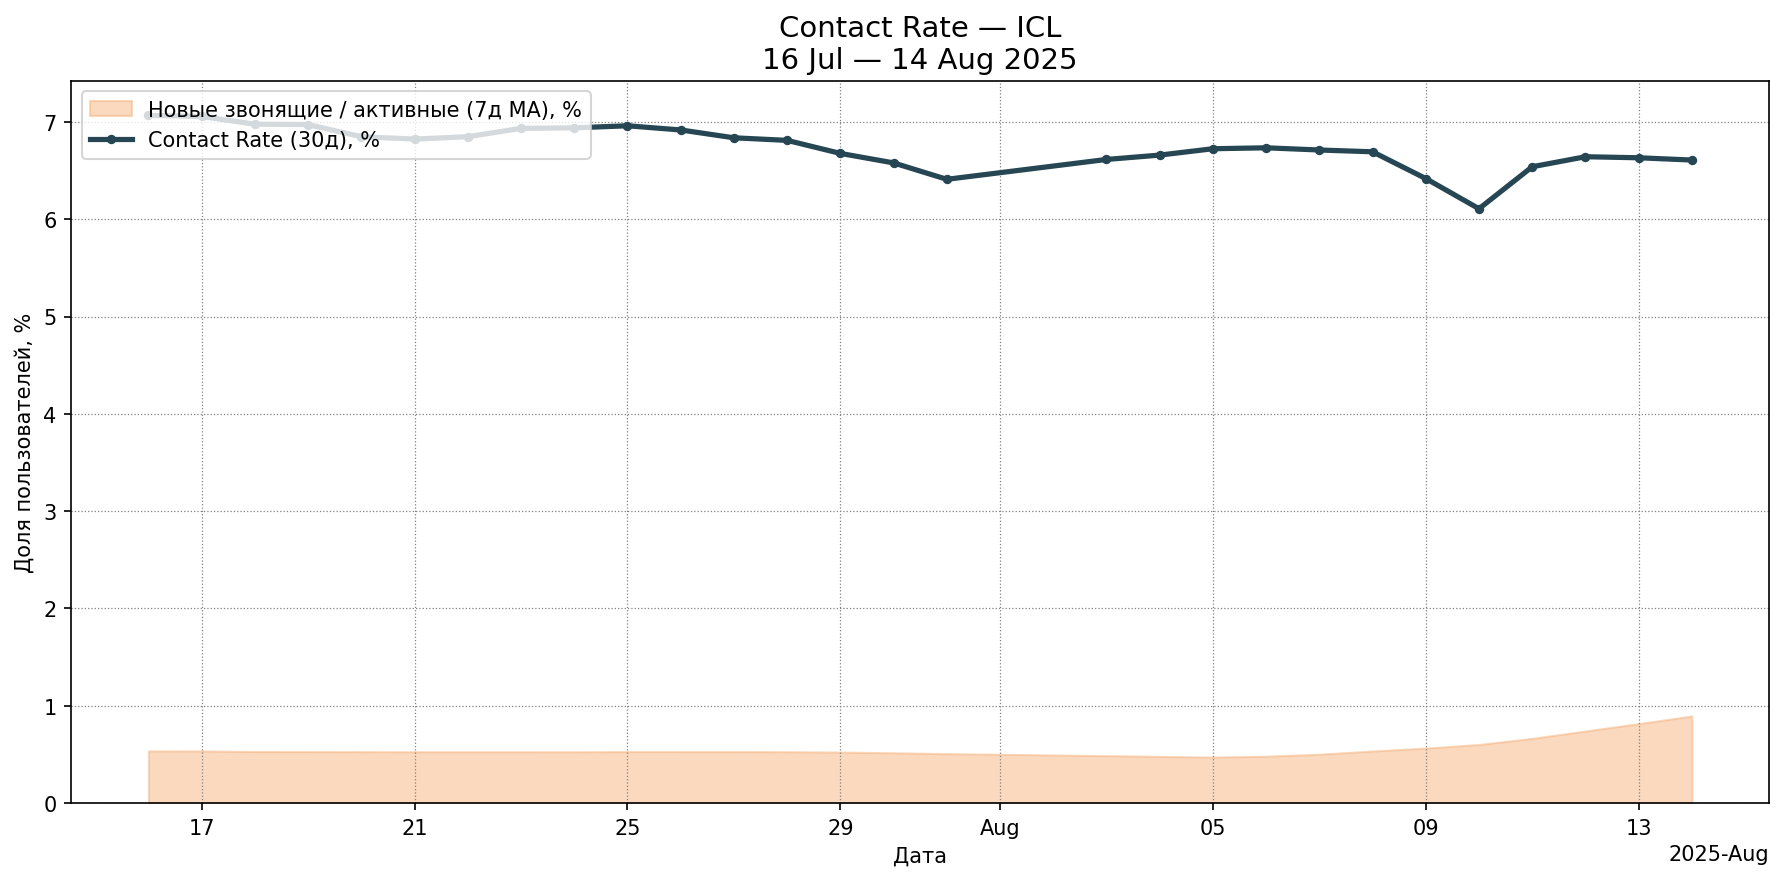 Contact Rate — ICL
16 Jul — 14 Aug 2025
Новые звонящие / активные (7д MA), %
Contact Rate (30д), %
Доля пользователей, %
7
6
5
4
3
2
1
0
17
21
25
29
Aug
05
09
13
Дата
2025-Aug